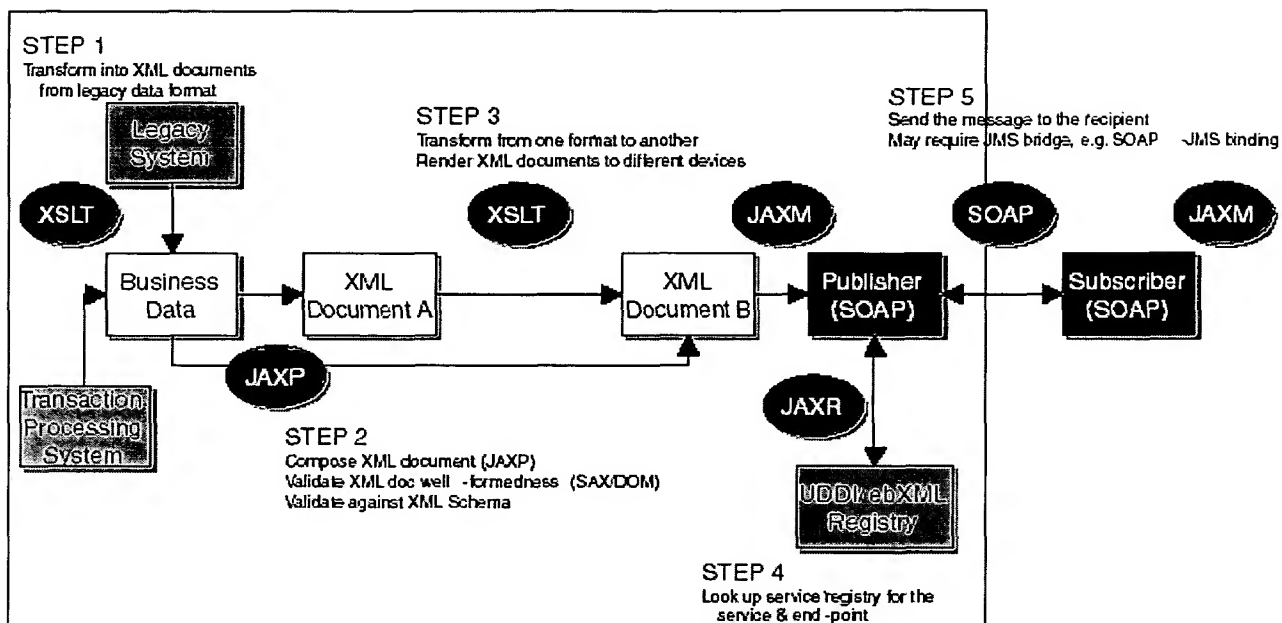 STEP 1
Transform into XML documents
from legacy data format
Legacy
System
STEP 3
Transform from one format to another
Render XML documents to different devices
STEP 5
Send the message to the recipient
May require JMS bridge, e.g. SOAP -JMS binding
XSLT
XSLT
JAXM
SOAP
JAXM
Business
Data
XML
Document A
XML
Document B
Publisher
(SOAP)
Subscriber
(SOAP)
JAXP
JAXR
Transaction
Processing
System
STEP 2
Compose XML document (JAXP)
Validate XML doc well -formedness (SAX/DOM)
Validate against XML Schema
UDDI/ebXML
Registry
STEP 4
Look up service registry for the
service & end -point